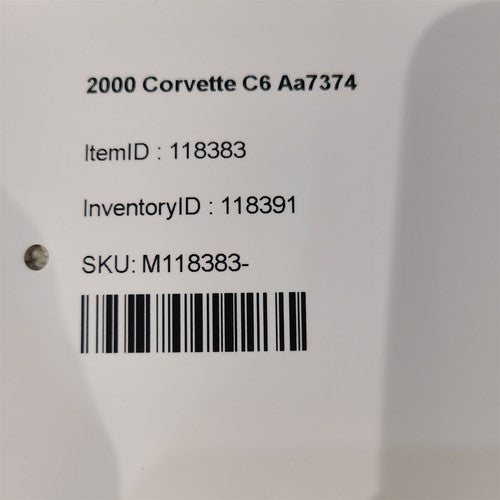 2000 Corvette C6 Aa7374
ItemID : 118383
InventoryID : 118391
SKU: M118383-